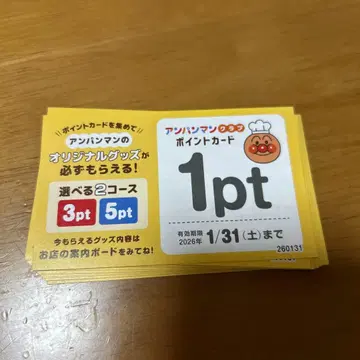 ポイントカードを集めて
アンパンマンの
オリジナルグッズが
必ずもらえる!
選べる2コース
3pt 5pt
今もらえるグッズ内容は
お店の案内ボードをみてね!
アンパンマンクラブ
ポイントカード
1pt
有効期限
2026年 1/31(土)まで
260131